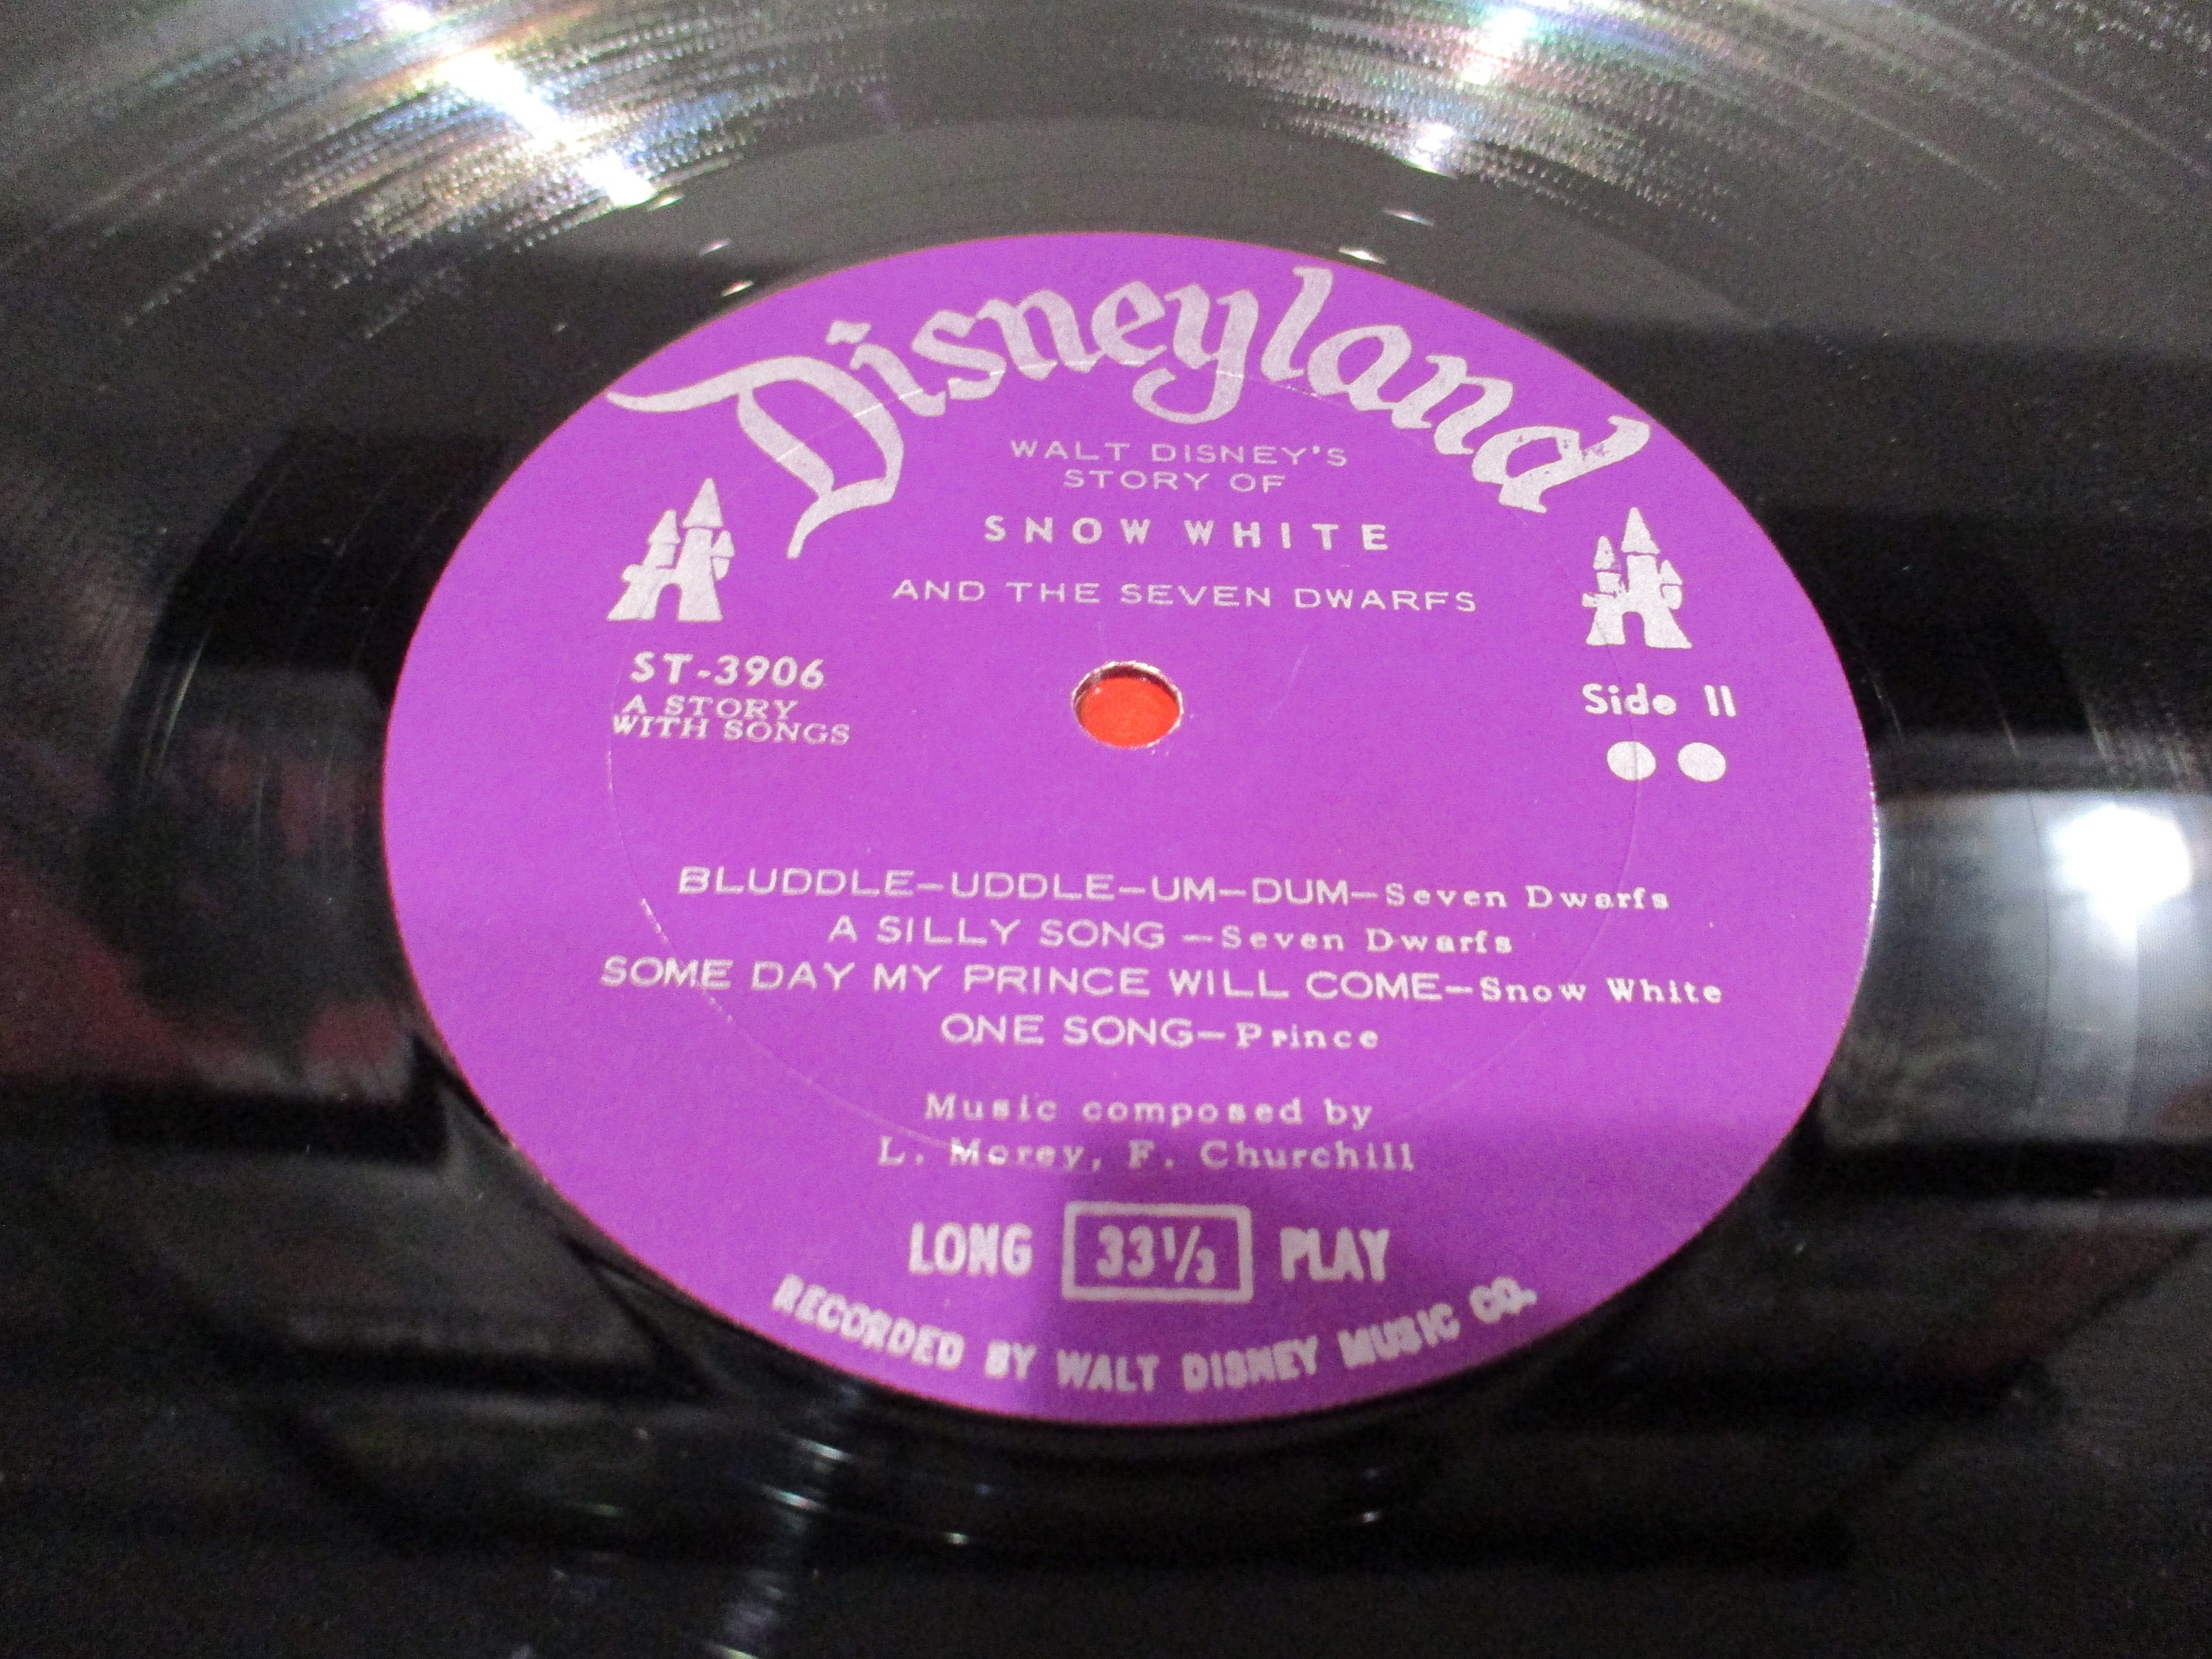 Disneyland
WALT DISNEY'S
STORY OF
SNOW WHITE
AND THE SEVEN DWARFS
ST-3906
A STORY
WITH SONGS
Side II
BLUDDLE-UDDLE-UM-DUM-Seven Dwarfs
A SILLY SONG -Seven Dwarfs
SOME DAY MY PRINCE WILL COME-Snow White
ONE SONG-Prince
Music composed by
L. Morey, F. Churchill
LONG 33⅓ PLAY
RECORDED BY WALT DISNEY MUSIC CO.